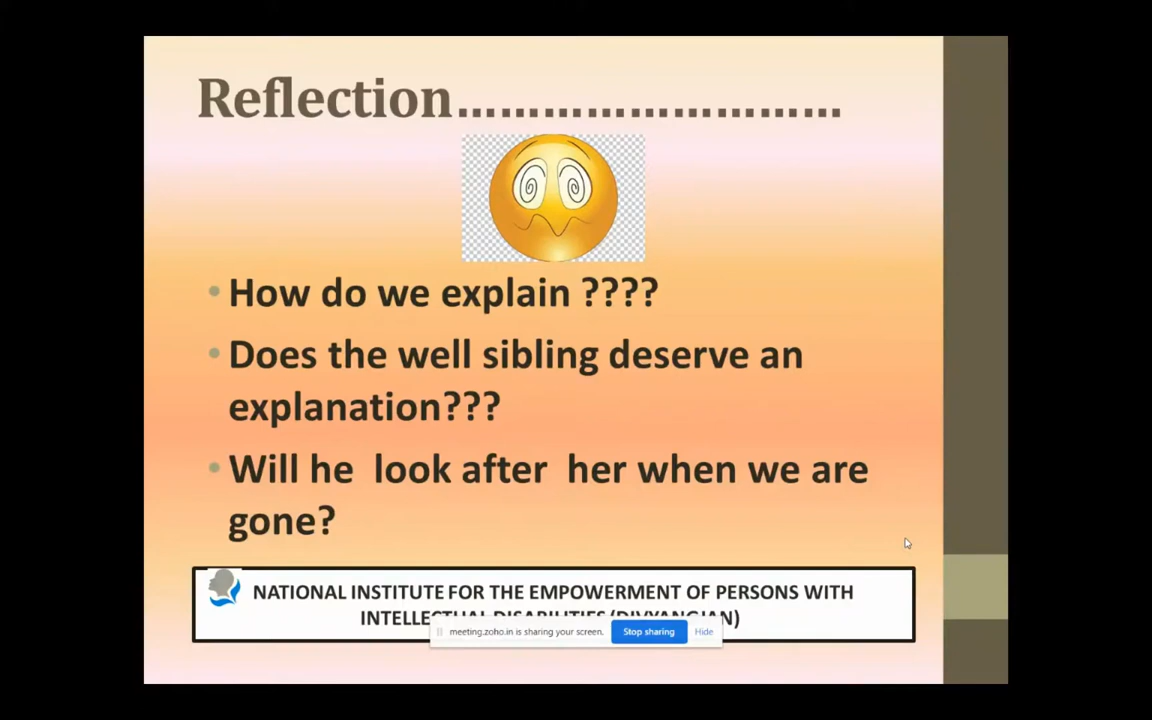 Reflection..............................
• How do we explain ????
• Does the well sibling deserve an
explanation???
• Will he look after her when we are
gone?
NATIONAL INSTITUTE FOR THE EMPOWERMENT OF PERSONS WITH
INTELLECTUAL DISABILITIES (DIVYANGJAN)
meeting.zoho.in is sharing your screen. Stop sharing Hide